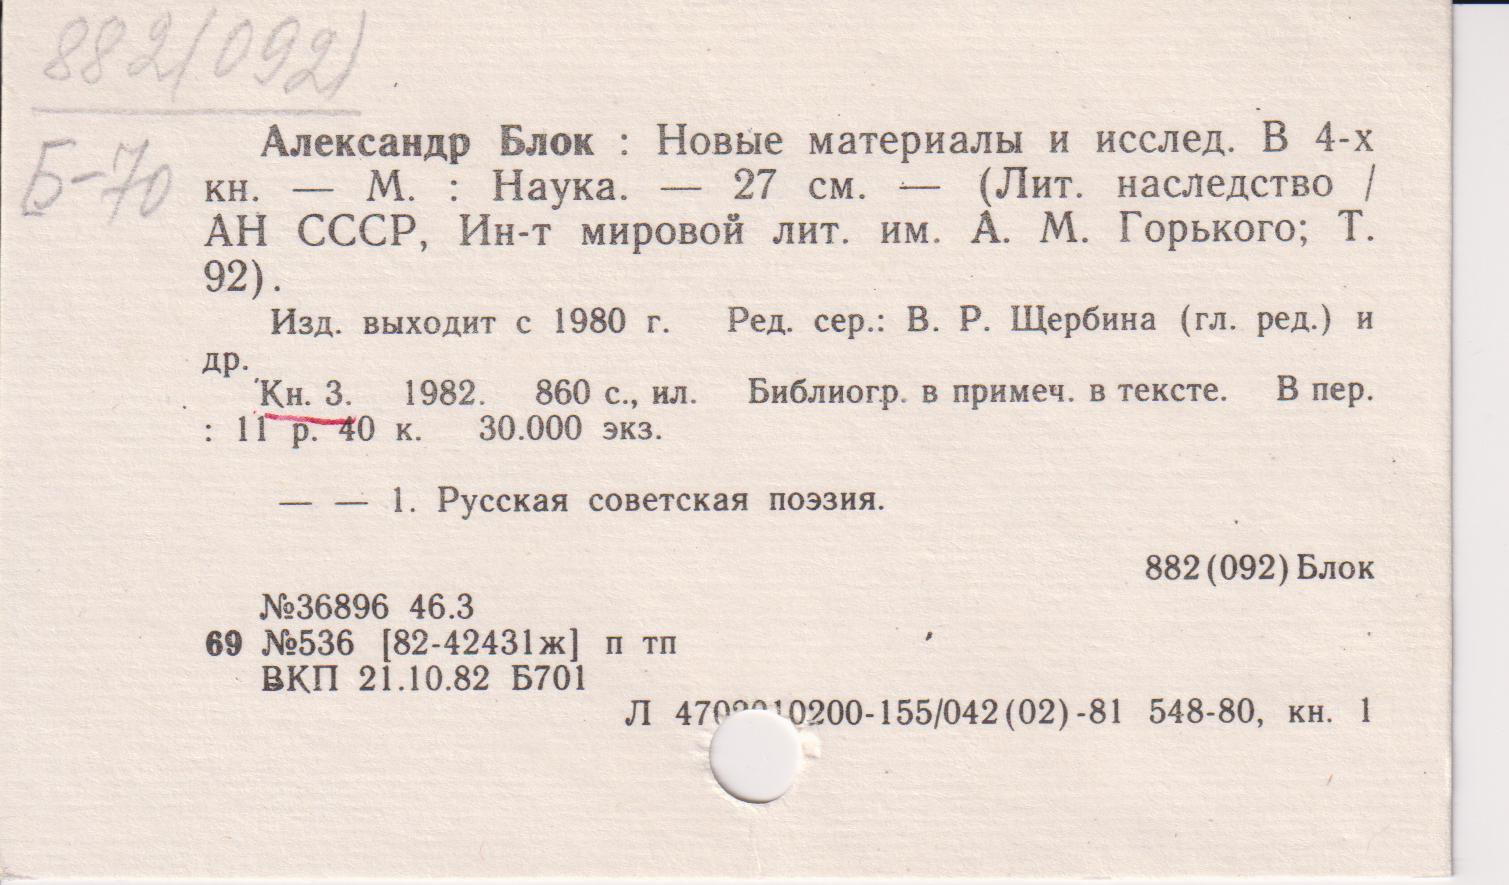 882(092)
Б-70
Александр Блок : Новые материалы и исслед. В 4-х
кн. — М. : Наука. — 27 см. — (Лит. наследство /
АН СССР, Ин-т мировой лит. им. А. М. Горького; Т.
92).
Изд. выходит с 1980 г. Ред. сер.: В. Р. Щербина (гл. ред.) и
др.
Кн. 3. 1982. 860 с., ил. Библиогр. в примеч. в тексте. В пер.
: 11 р. 40 к. 30.000 экз.
— — 1. Русская советская поэзия.
882(092)Блок
№36896 46.3
69 №536 [82-42431ж] п тп
ВКП 21.10.82 Б701
Л 155/042(02)-81 548-80, кн. 1